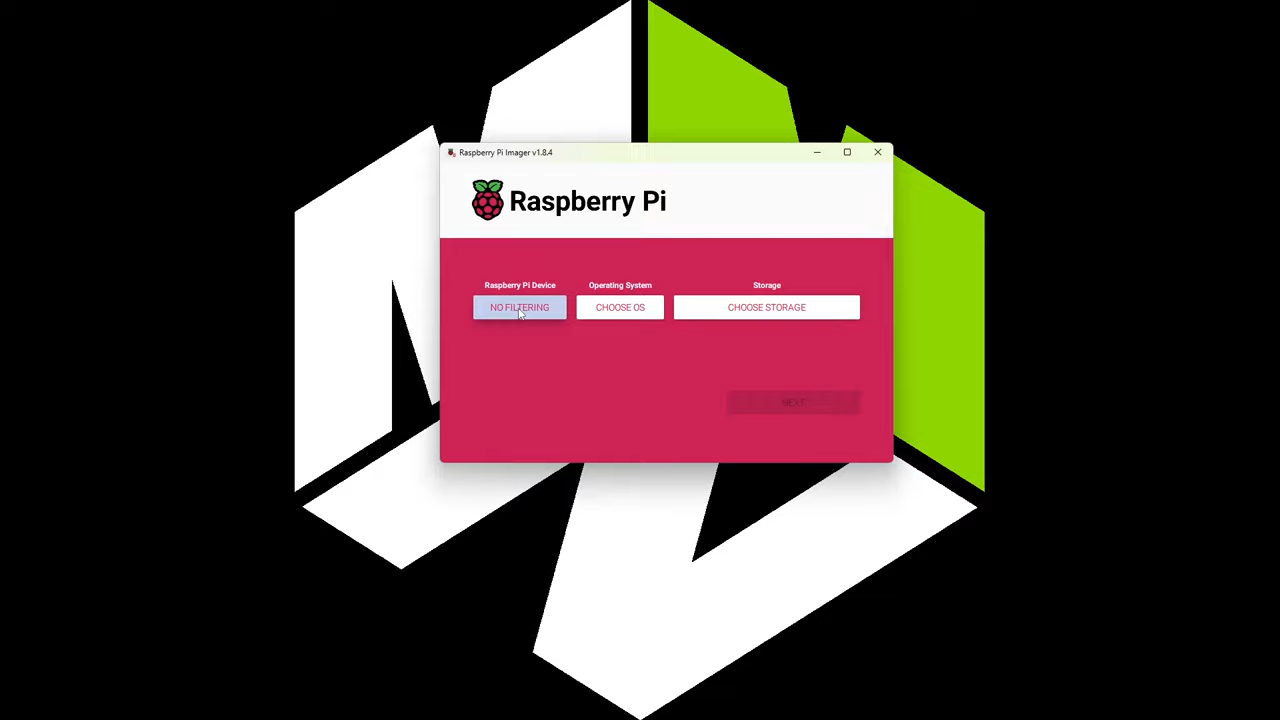 Raspberry Pi Imager v1.8.4
Raspberry Pi
Raspberry Pi Device
Operating System
Storage
NO FILTERING
CHOOSE OS
CHOOSE STORAGE
NEXT